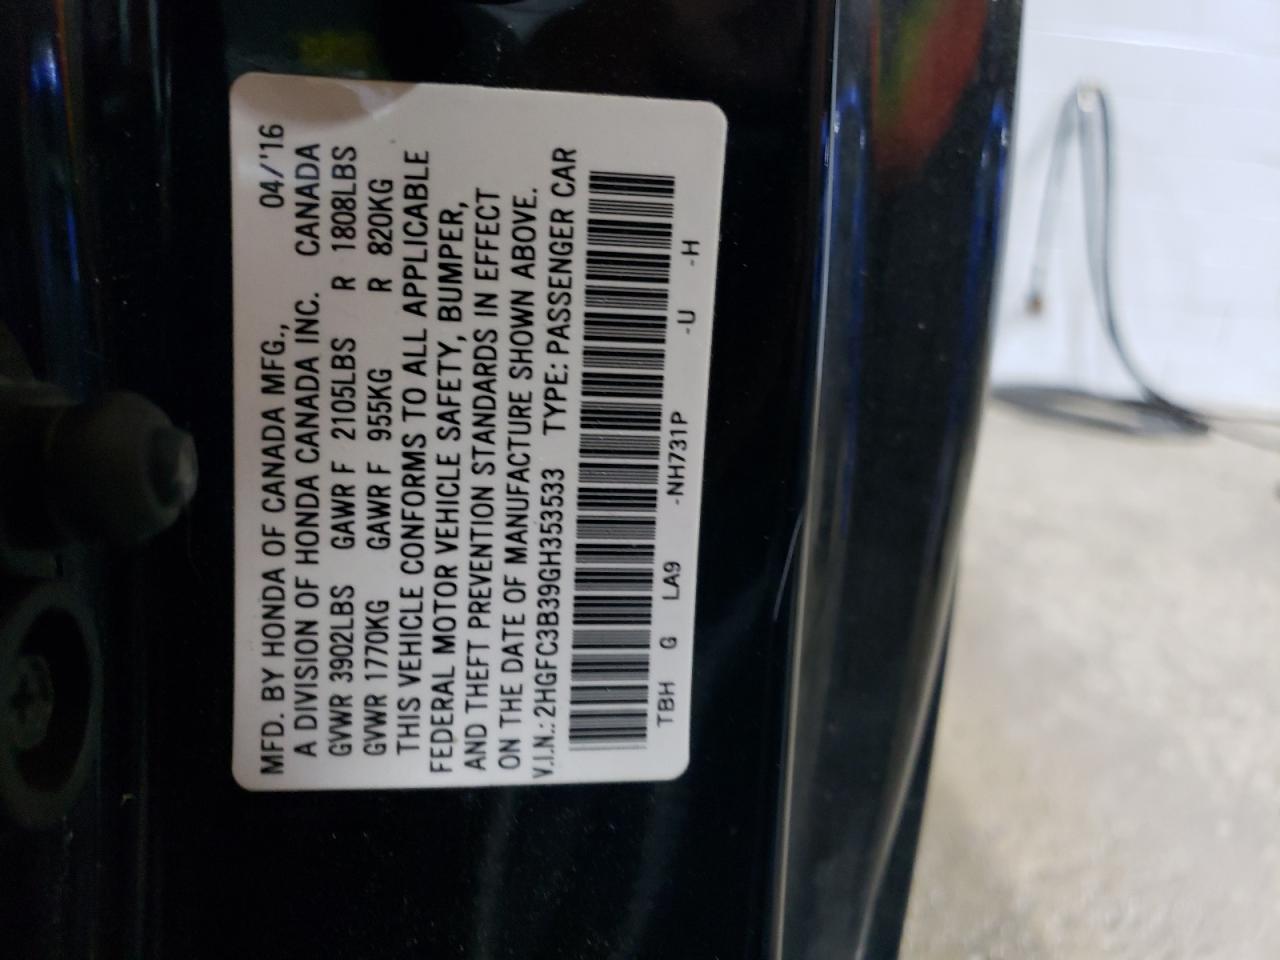 MFD. BY HONDA OF CANADA MFG., 04/'16
A DIVISION OF HONDA CANADA INC. CANADA
GVWR 3902LBS GAWR F 2105LBS R 1808LBS
GVWR 1770KG GAWR F 955KG R 820KG
THIS VEHICLE CONFORMS TO ALL APPLICABLE
FEDERAL MOTOR VEHICLE SAFETY, BUMPER,
AND THEFT PREVENTION STANDARDS IN EFFECT
ON THE DATE OF MANUFACTURE SHOWN ABOVE.
V.I.N.: 2HGFC3B39GH353533 TYPE: PASSENGER CAR
TBH G LA9 -NH731P -U -H